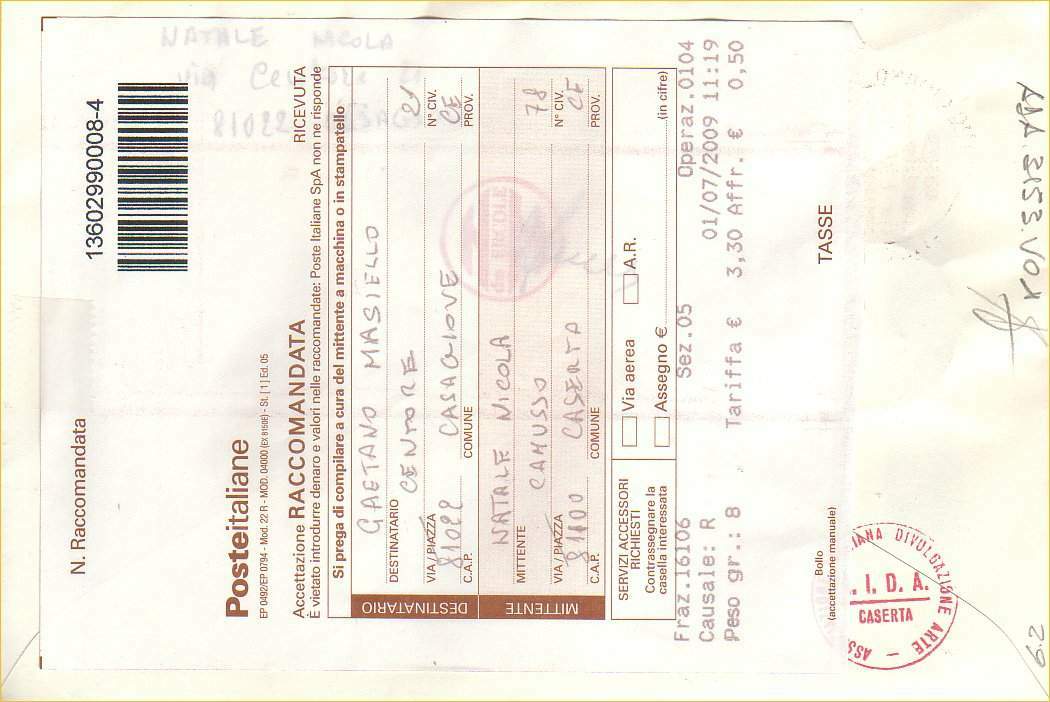 N. Raccomandata
13602990008-4
NATALE NICOLA
81022
Posteitaliane
EP 0492/EP 0794 - Mod. 22 R - MOD. 04000 (EX 8150E) - St. [1] Ed. 05
Accettazione RACCOMANDATA
RICEVUTA
È vietato introdurre denaro e valori nelle raccomandate: Poste Italiane SpA non ne risponde
Si prega di compilare a cura del mittente a macchina o in stampatello
DESTINATARIO
GAETANO MASIELLO
DESTINATARIO
CENTORE 21
VIA / PIAZZA N° CIV.
81022 CASAGIOVE CE
C.A.P. COMUNE PROV.
MITTENTE
NATALE NICOLA
MITTENTE
CAMUSSO 78
VIA / PIAZZA N° CIV.
81100 CASERTA CE
C.A.P. COMUNE PROV.
SERVIZI ACCESSORI
RICHIESTI
Contrassegnare la
casella interessata
Via aerea A.R.
Assegno € (in cifre)
Fraz.16106 Sez.05 Operaz.0104
Causale: R 01/07/2009 11:19
Peso gr.: 8 Tariffa € 3,30 Affr. € 0,50
Bollo
(accettazione manuale)
TASSE
DIVULGAZIONE ARTE
. I. D. A.
CASERTA
6.2